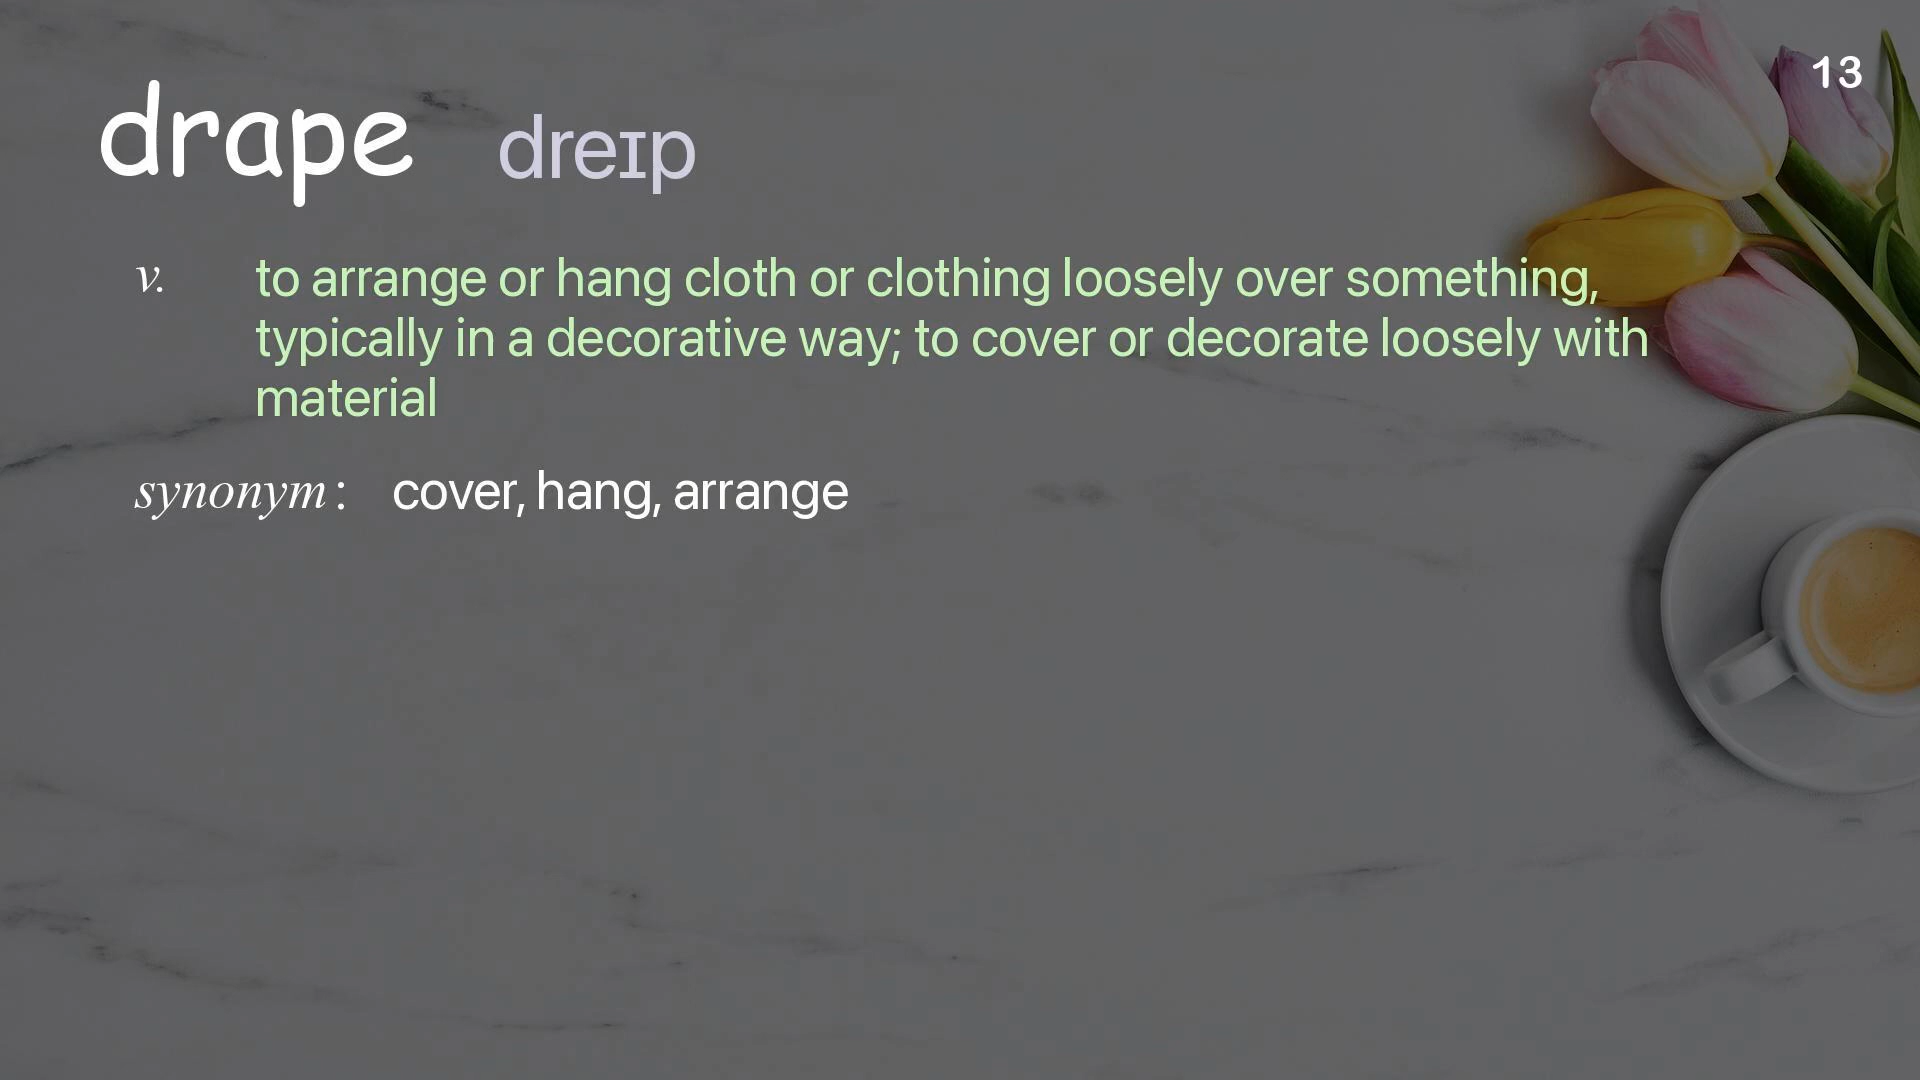 13
drape dreɪp
v. to arrange or hang cloth or clothing loosely over something,
typically in a decorative way; to cover or decorate loosely with
material
synonym: cover, hang, arrange